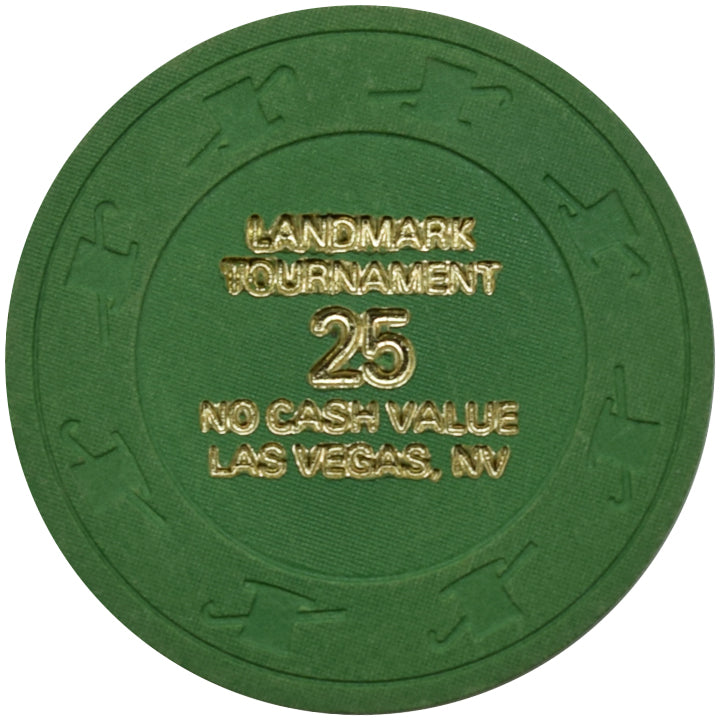 LANDMARK
TOURNAMENT
25
NO CASH VALUE
LAS VEGAS, NV